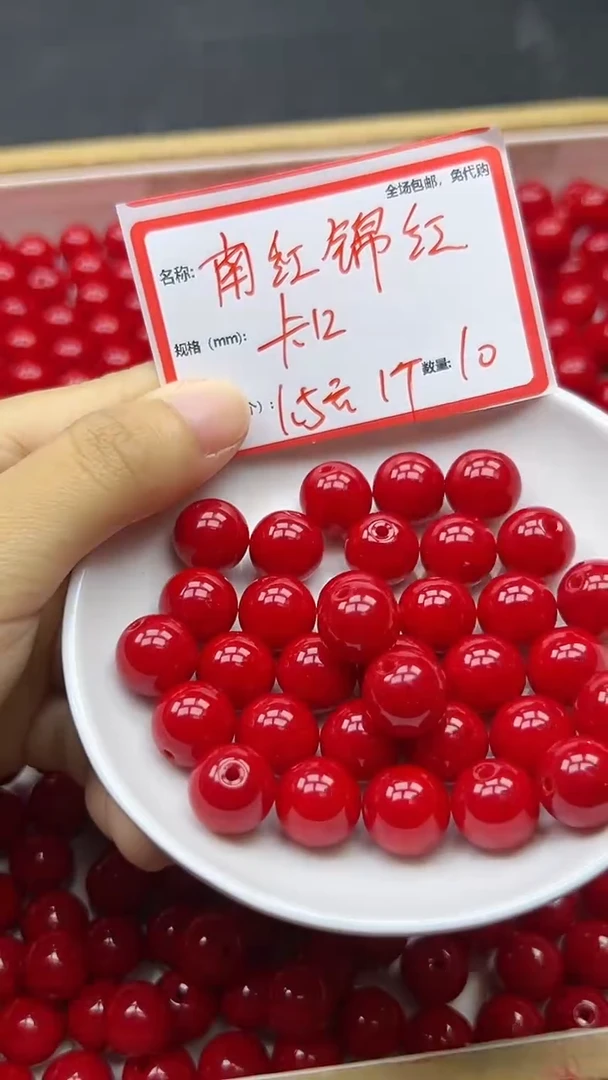 全场包邮，免代购
名称: 南红锦红
规格（mm): 卡12
个）: 1.5元 1个 数量: 10